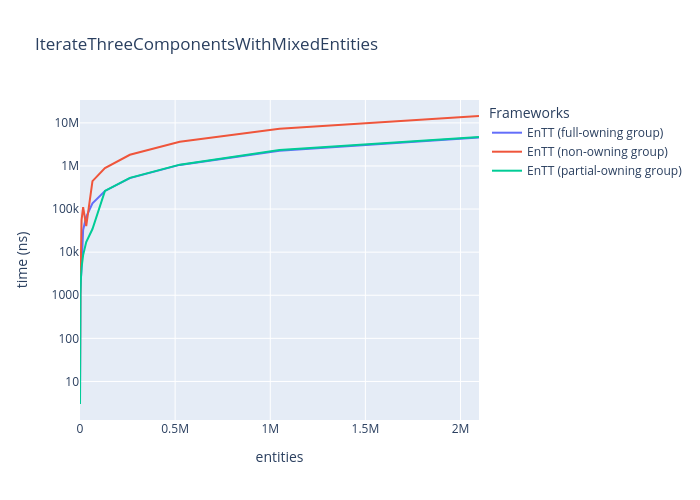 IterateThreeComponentsWithMixedEntities
Frameworks
EnTT (full-owning group)
EnTT (non-owning group)
EnTT (partial-owning group)
time (ns)
10M
1M
100k
10k
1000
100
10
0
0.5M
1M
1.5M
2M
entities